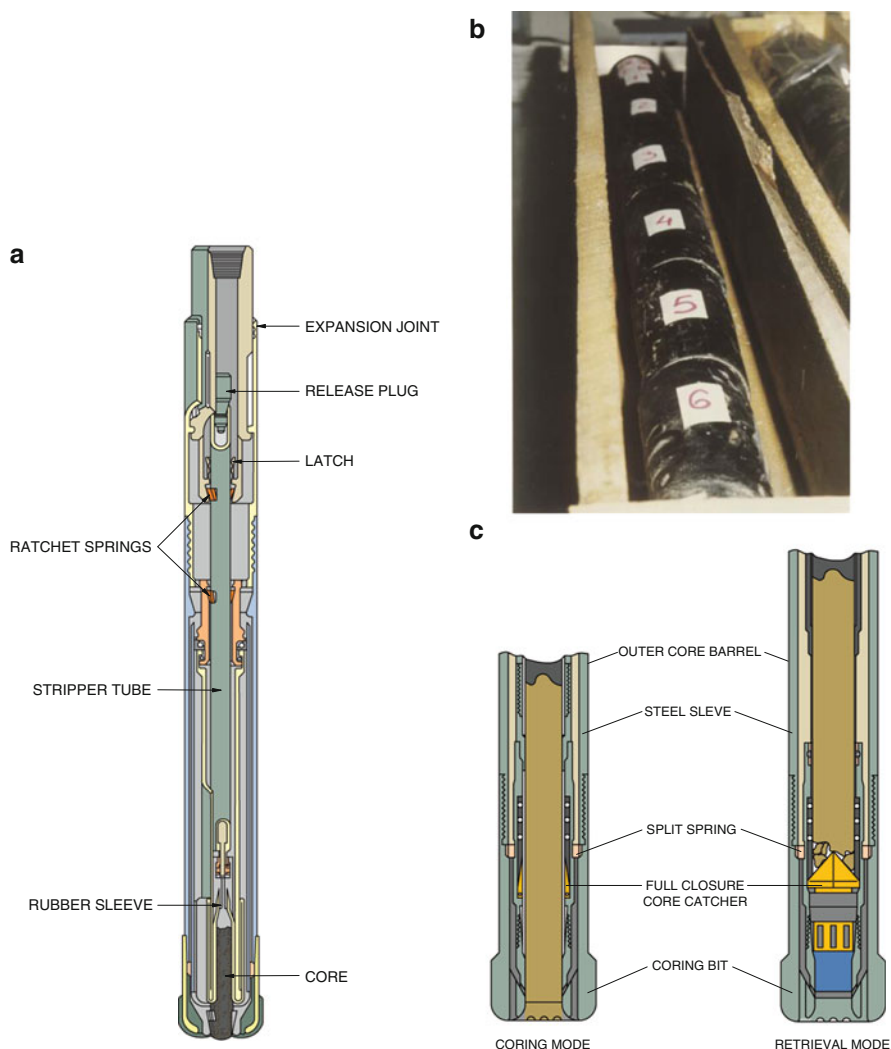 a
EXPANSION JOINT
RELEASE PLUG
LATCH
RATCHET SPRINGS
STRIPPER TUBE
RUBBER SLEEVE
CORE
b
2
3
4
5
6
c
OUTER CORE BARREL
STEEL SLEVE
SPLIT SPRING
FULL CLOSURE
CORE CATCHER
CORING BIT
CORING MODE
RETRIEVAL MODE